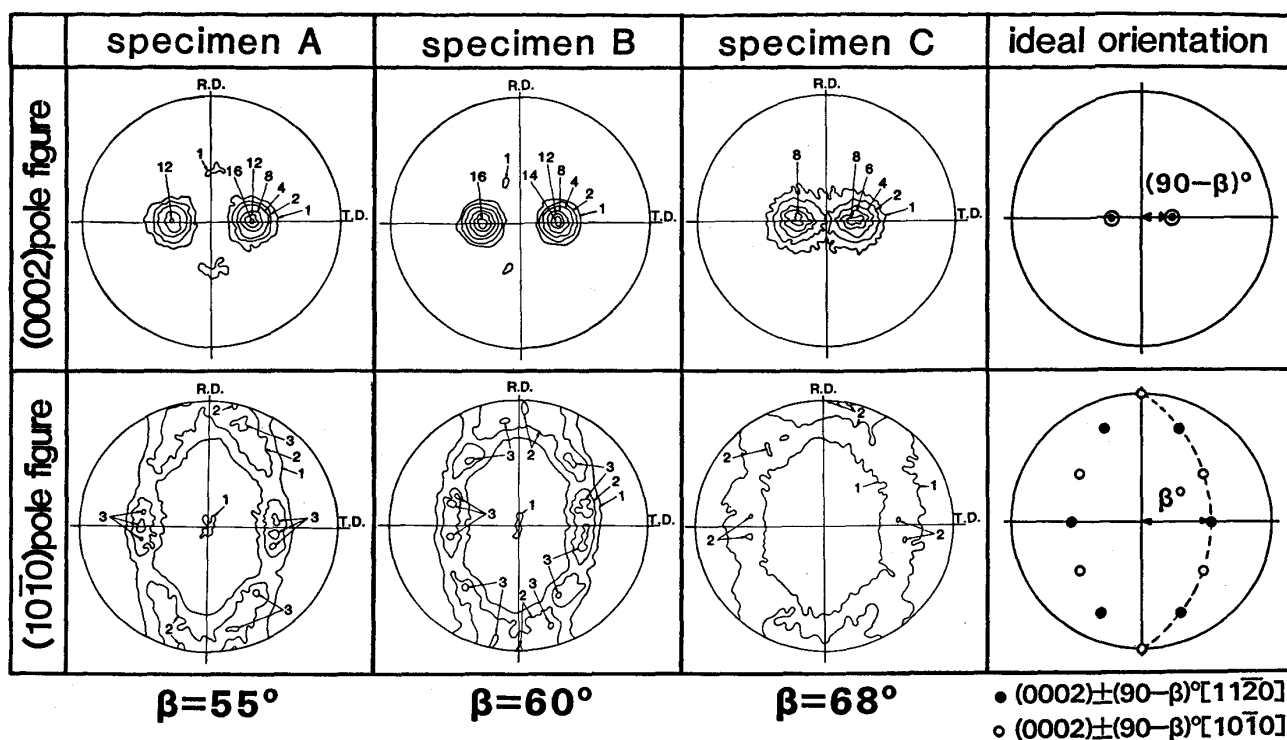 specimen A specimen B specimen C ideal orientation
(0002)pole figure
R.D. R.D. R.D.
1 12 16 12 8 4 2 1 T.D.
1 16 14 12 8 4 2 1 T.D.
8 8 6 4 2 1 T.D.
(90−β)°
(10T̄0)pole figure
R.D. R.D. R.D.
2 3 2 1 3 1 3 T.D. 2 3
2 3 2 3 2 1 3 1 T.D. 3 3 2 3
2 2 1 1 T.D. 2 2
β°
β=55° β=60° β=68°
● (0002)±(90−β)°[112̄0]
○ (0002)±(90−β)°[101̄0]